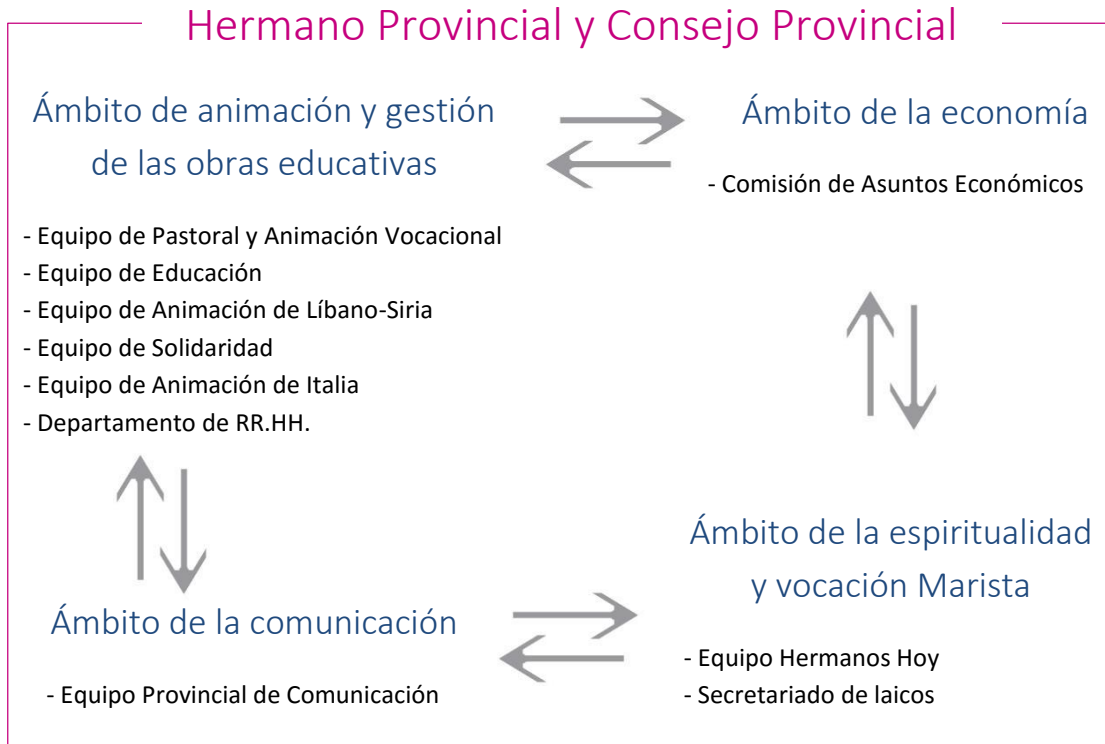 Hermano Provincial y Consejo Provincial
Ámbito de animación y gestión
de las obras educativas
- Equipo de Pastoral y Animación Vocacional
- Equipo de Educación
- Equipo de Animación de Líbano-Siria
- Equipo de Solidaridad
- Equipo de Animación de Italia
- Departamento de RR.HH.
Ámbito de la economía
- Comisión de Asuntos Económicos
Ámbito de la comunicación
- Equipo Provincial de Comunicación
Ámbito de la espiritualidad
y vocación Marista
- Equipo Hermanos Hoy
- Secretariado de laicos